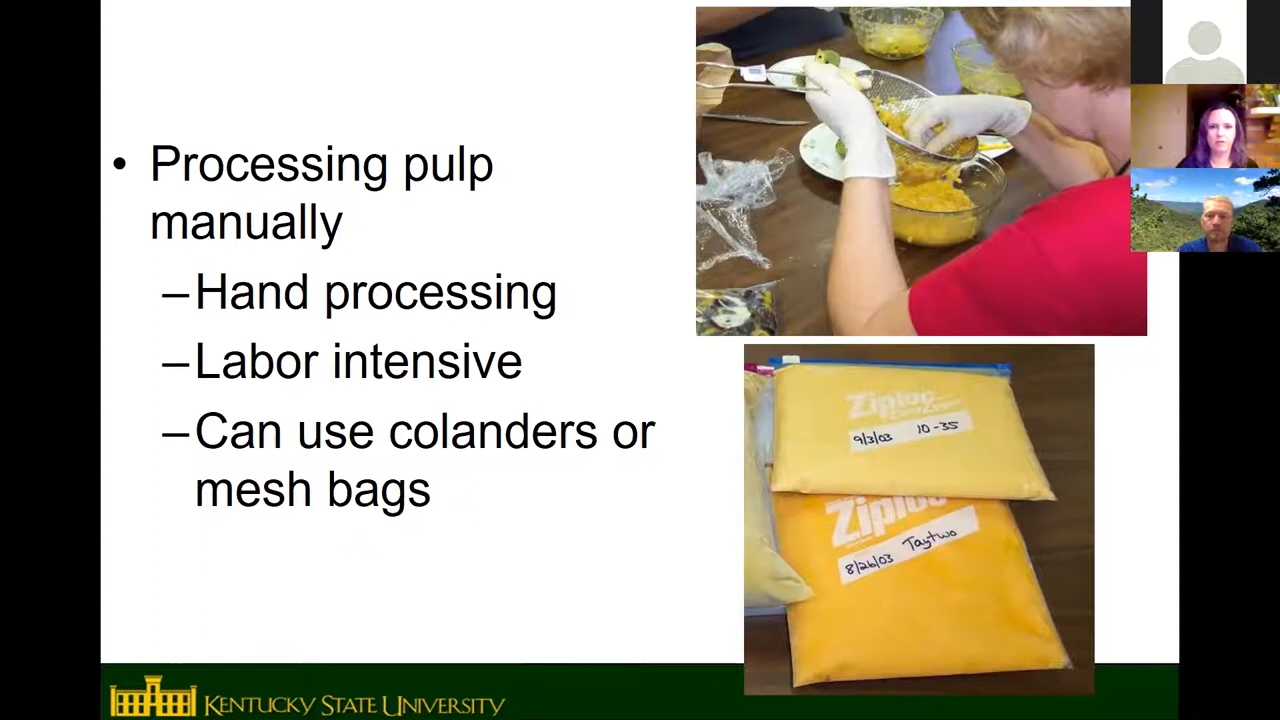 • Processing pulp
manually
–Hand processing
–Labor intensive
–Can use colanders or
mesh bags
Ziploc
9/3/03 10-35
Ziploc
8/26/03 Taytwo
KENTUCKY STATE UNIVERSITY